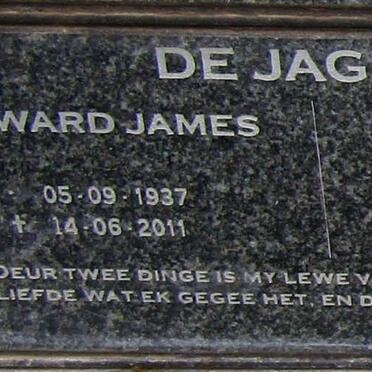 DE JAG
WARD JAMES
05-09-1937
† 14-06-2011
DEUR TWEE DINGE IS MY LEWE V
LIEFDE WAT EK GEGEE HET, EN D